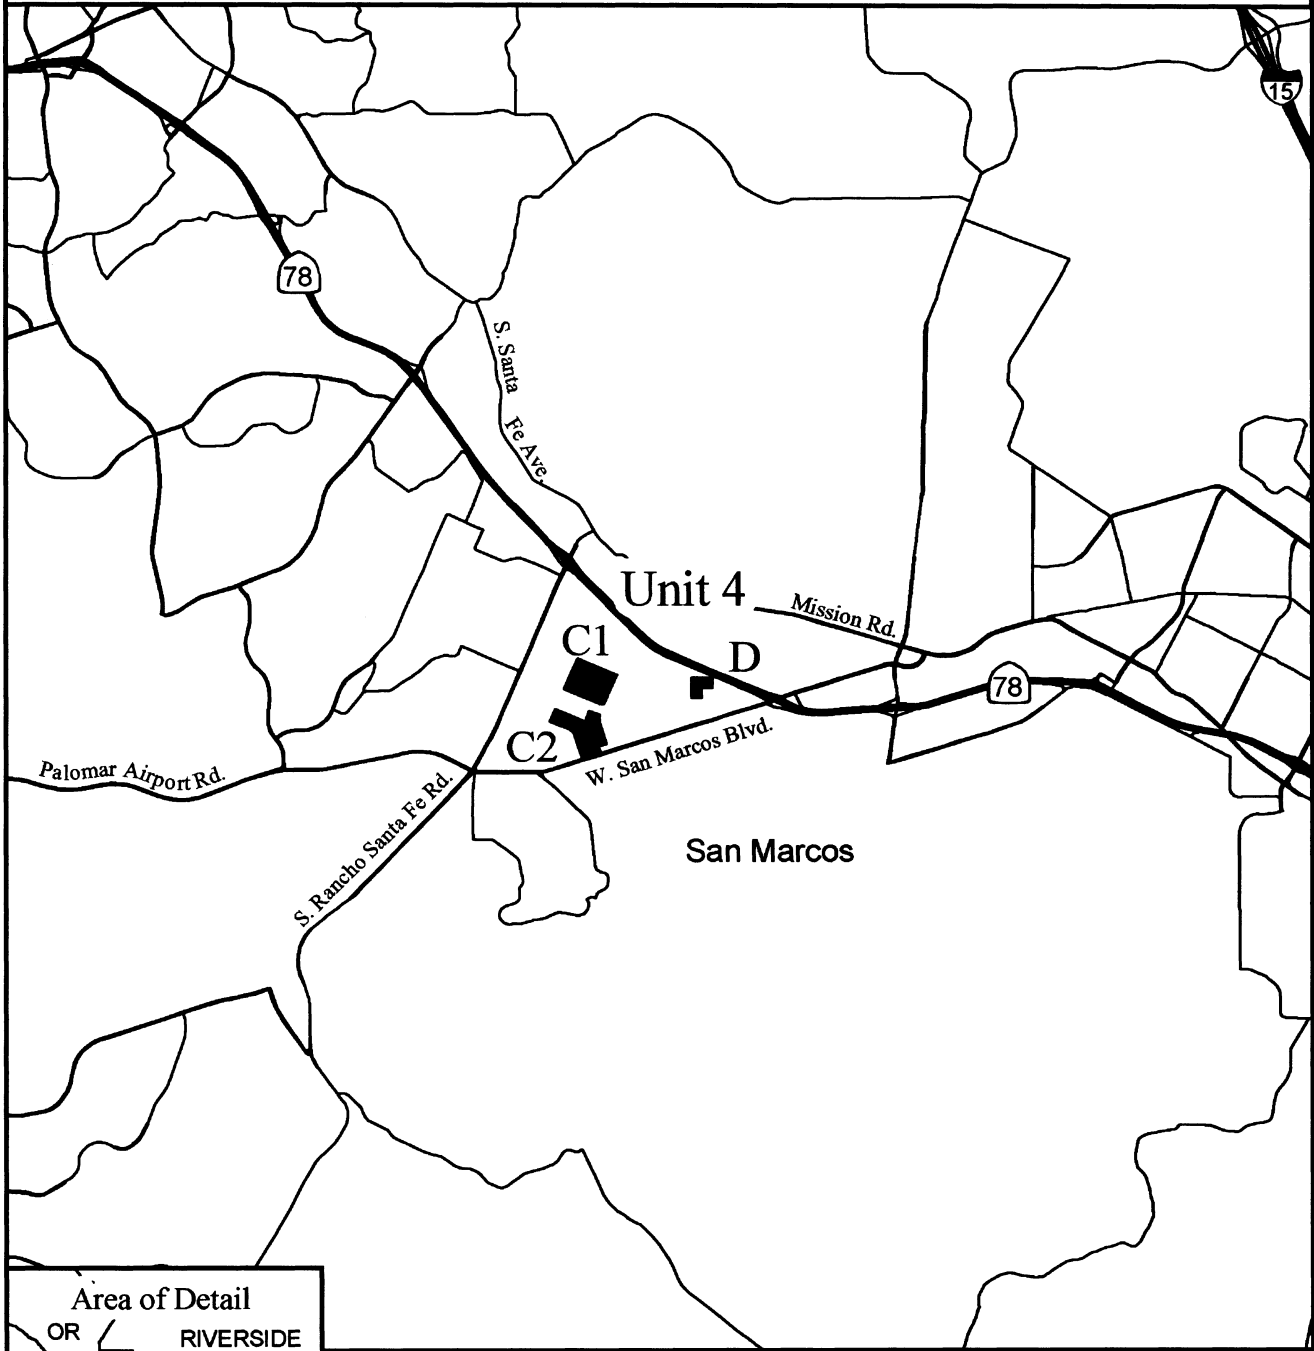 15
78
S. Santa
Fe Ave.
Unit 4
Mission Rd.
C1
D
78
C2
W. San Marcos Blvd.
Palomar Airport Rd.
S. Rancho Santa Fe Rd.
San Marcos
Area of Detail
OR
RIVERSIDE